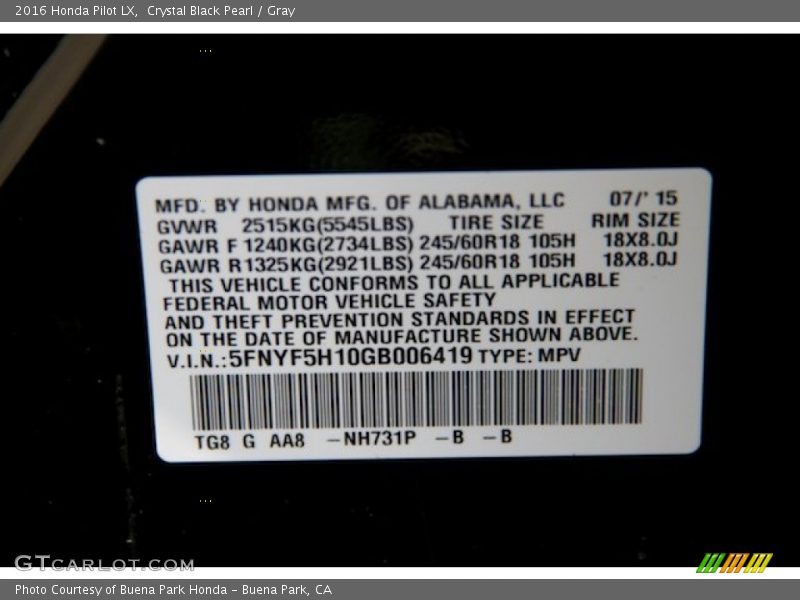 2016 Honda Pilot LX,  Crystal Black Pearl / Gray
MFD. BY HONDA MFG. OF ALABAMA, LLC 07/' 15
GVWR 2515KG(5545LBS) TIRE SIZE RIM SIZE
GAWR F 1240KG(2734LBS) 245/60R18 105H 18X8.0J
GAWR R1325KG(2921LBS) 245/60R18 105H 18X8.0J
THIS VEHICLE CONFORMS TO ALL APPLICABLE
FEDERAL MOTOR VEHICLE SAFETY
AND THEFT PREVENTION STANDARDS IN EFFECT
ON THE DATE OF MANUFACTURE SHOWN ABOVE.
V.I.N.:5FNYF5H10GB006419 TYPE: MPV
TG8 G AA8 –NH731P –B –B
GTCARLOT.COM
Photo Courtesy of Buena Park Honda – Buena Park, CA